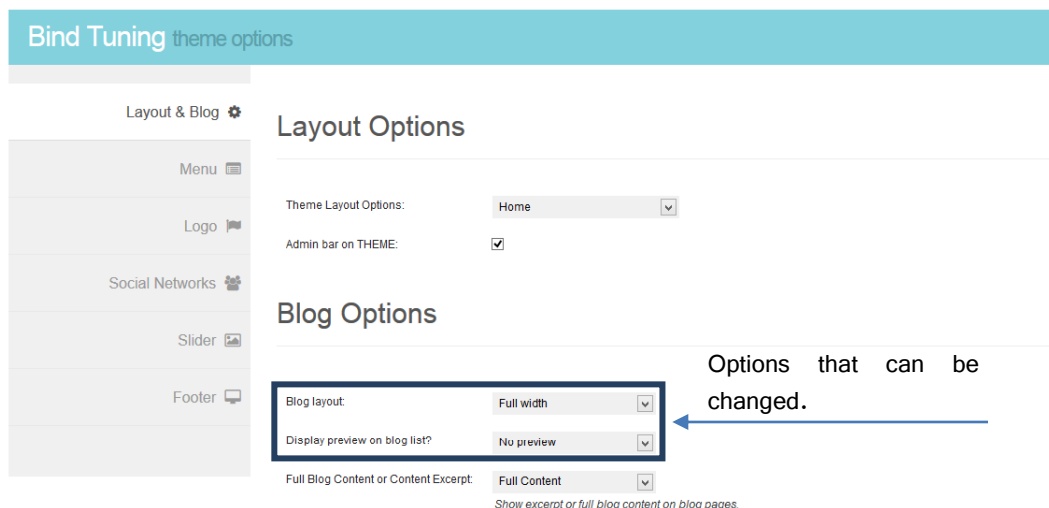 Bind Tuning theme options
Layout & Blog
Menu
Logo
Social Networks
Slider
Footer
Layout Options
Theme Layout Options: Home
Admin bar on THEME:
Blog Options
Options that can be
changed.
Blog layout: Full width
Display preview on blog list? No preview
Full Blog Content or Content Excerpt: Full Content
Show excerpt or full blog content on blog pages.